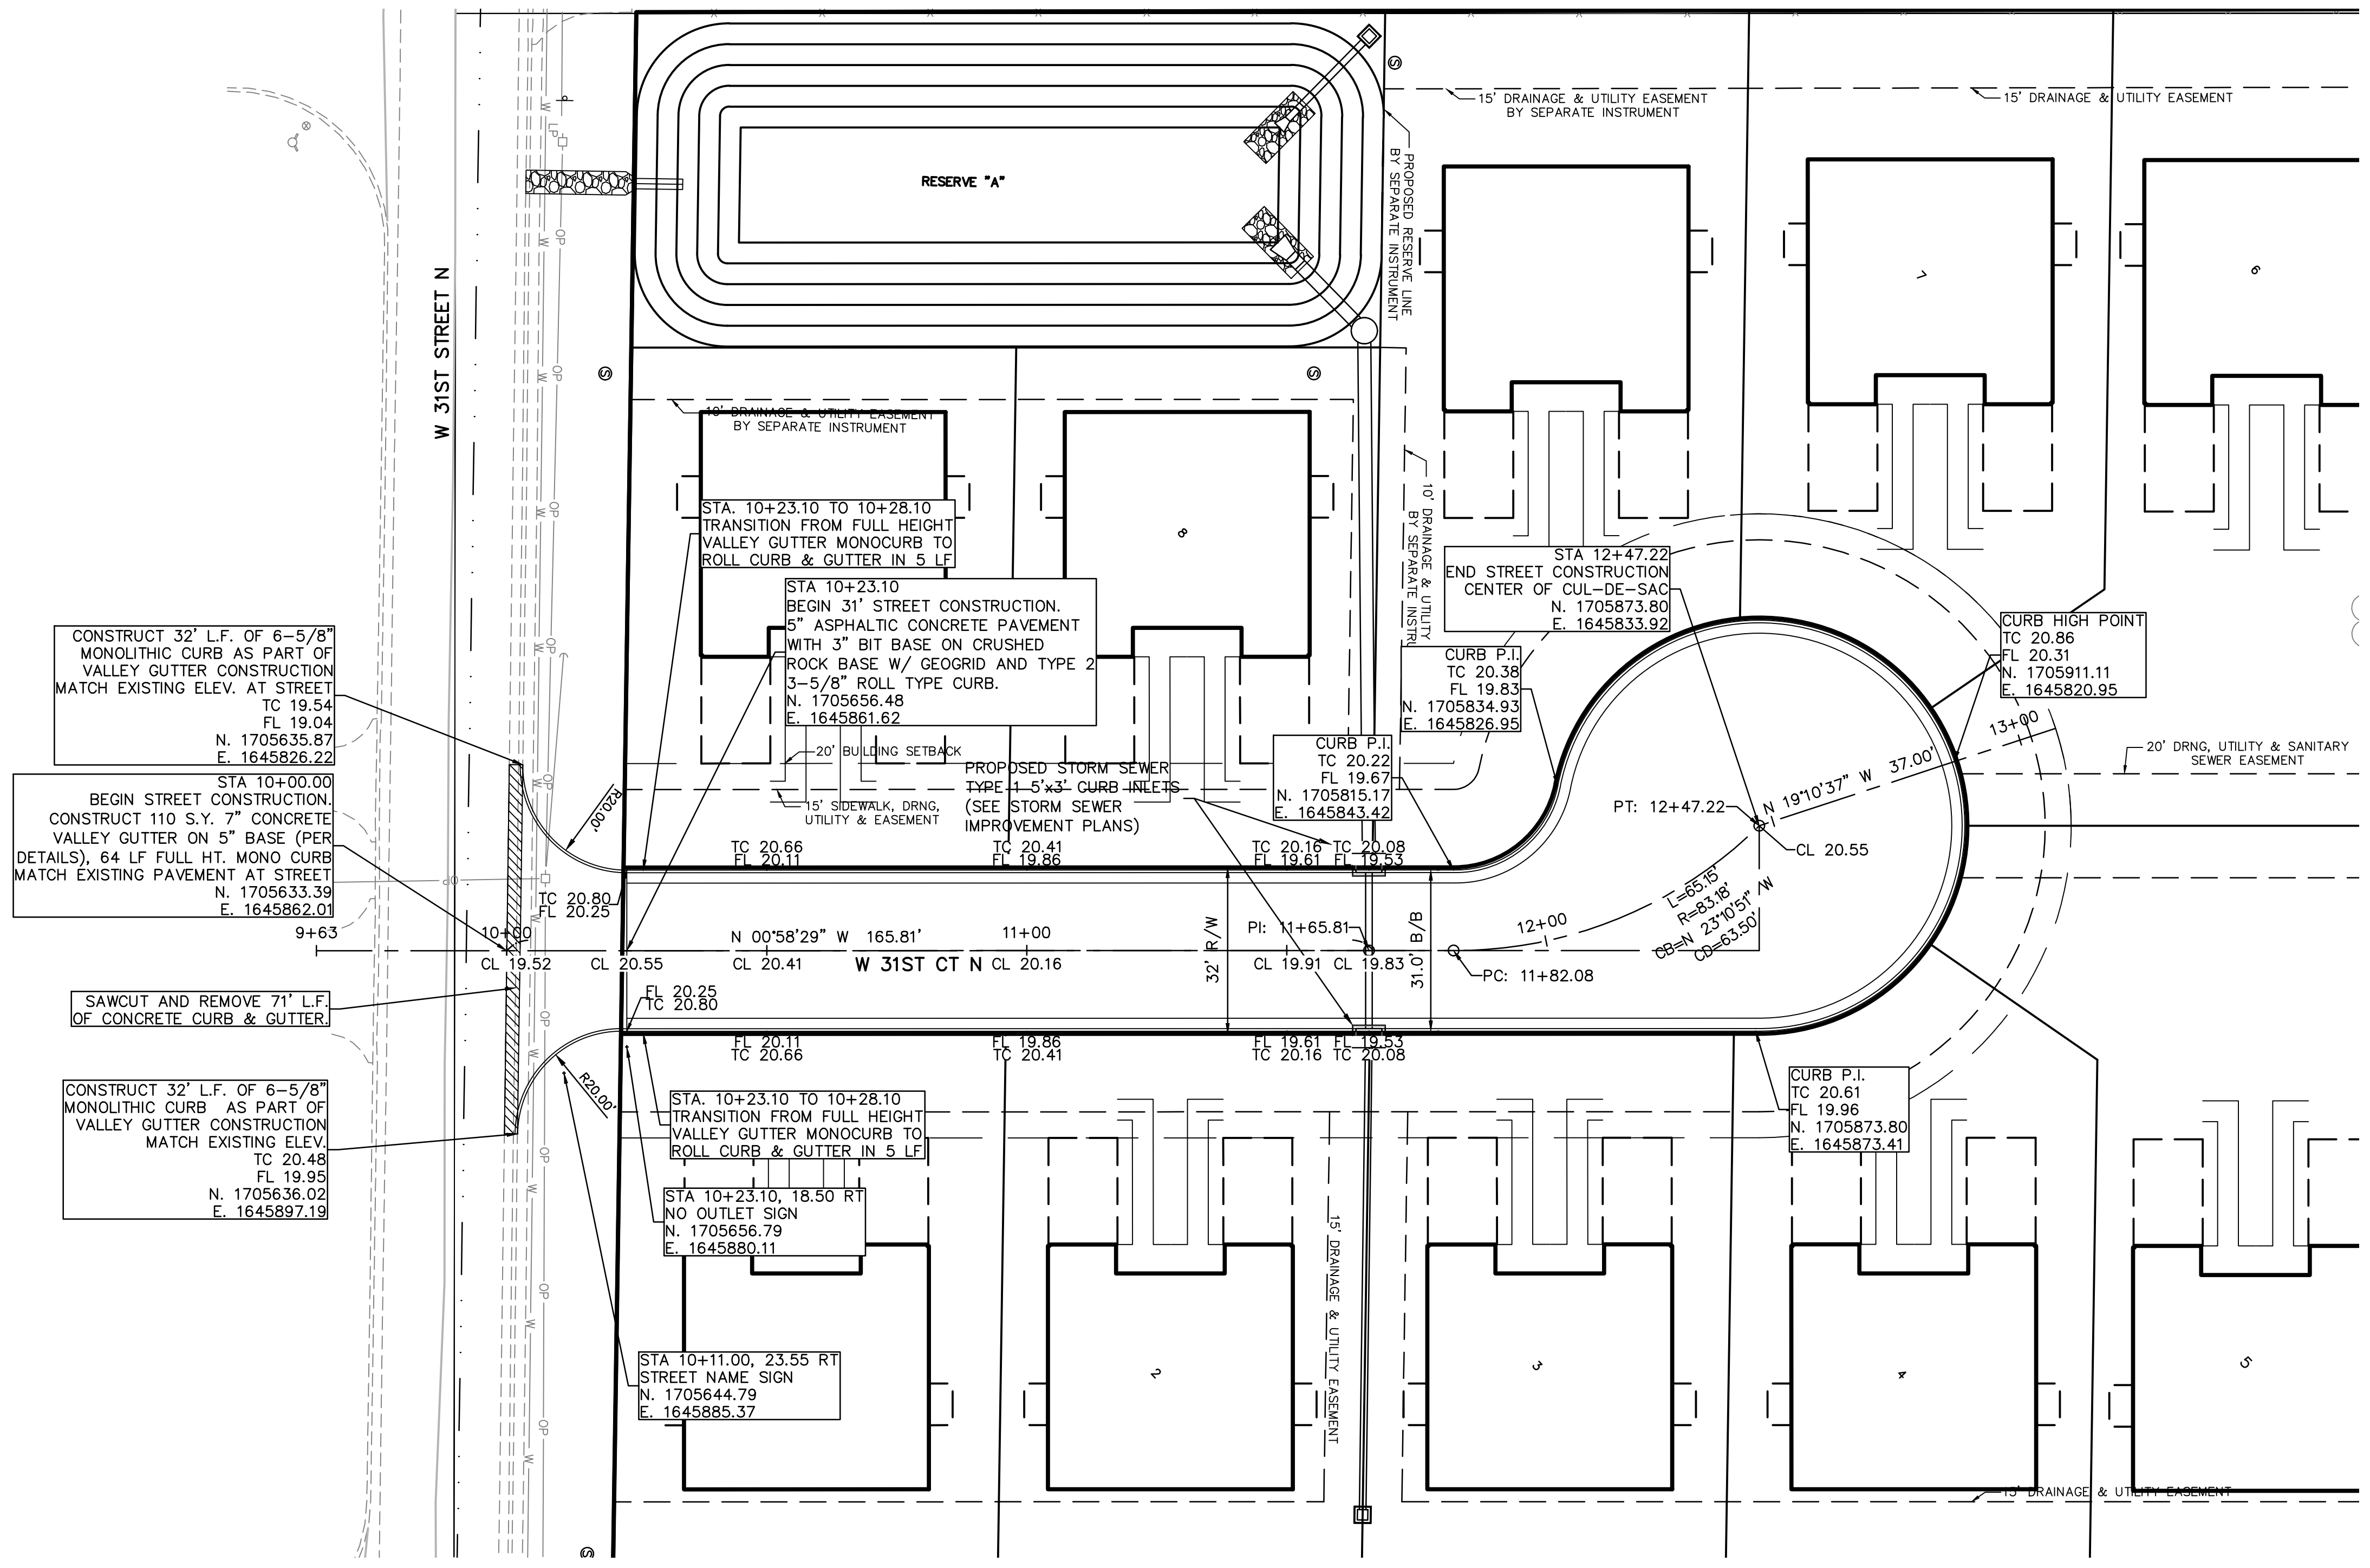 15' DRAINAGE & UTILITY EASEMENT
BY SEPARATE INSTRUMENT
15' DRAINAGE & UTILITY EASEMENT
RESERVE "A"
PROPOSED RESERVE LINE
BY SEPARATE INSTRUMENT
W 31ST STREET N
LP
W
OP
S
S
S
S
7
6
8
10' DRAINAGE & UTILITY EASEMENT
BY SEPARATE INSTRUMENT
10' DRAINAGE & UTILITY
BY SEPARATE INSTRU
STA. 10+23.10 TO 10+28.10
TRANSITION FROM FULL HEIGHT
VALLEY GUTTER MONOCURB TO
ROLL CURB & GUTTER IN 5 LF
STA 10+23.10
BEGIN 31' STREET CONSTRUCTION.
5" ASPHALTIC CONCRETE PAVEMENT
WITH 3" BIT BASE ON CRUSHED
ROCK BASE W/ GEOGRID AND TYPE 2
3-5/8" ROLL TYPE CURB.
N. 1705656.48
E. 1645861.62
STA 12+47.22
END STREET CONSTRUCTION
CENTER OF CUL-DE-SAC
N. 1705873.80
E. 1645833.92
CURB HIGH POINT
TC 20.86
FL 20.31
N. 1705911.11
E. 1645820.95
CURB P.I.
TC 20.38
FL 19.83
N. 1705834.93
E. 1645826.95
CURB P.I.
TC 20.22
FL 19.67
N. 1705815.17
E. 1645843.42
CONSTRUCT 32' L.F. OF 6-5/8"
MONOLITHIC CURB AS PART OF
VALLEY GUTTER CONSTRUCTION
MATCH EXISTING ELEV. AT STREET
TC 19.54
FL 19.04
N. 1705635.87
E. 1645826.22
STA 10+00.00
BEGIN STREET CONSTRUCTION.
CONSTRUCT 110 S.Y. 7" CONCRETE
VALLEY GUTTER ON 5" BASE (PER
DETAILS), 64 LF FULL HT. MONO CURB
MATCH EXISTING PAVEMENT AT STREET
N. 1705633.39
E. 1645862.01
20' BUILDING SETBACK
15' SIDEWALK, DRNG,
UTILITY & EASEMENT
PROPOSED STORM SEWER
TYPE 1 5'x3' CURB INLETS
(SEE STORM SEWER
IMPROVEMENT PLANS)
20' DRNG, UTILITY & SANITARY
SEWER EASEMENT
13+00
N 19°10'37" W 37.00'
PT: 12+47.22
CL 20.55
R20.00'
TC 20.66
FL 20.11
TC 20.41
FL 19.86
TC 20.16
FL 19.61
TC 20.08
FL 19.53
TC 20.80
FL 20.25
L=65.15'
R=83.18'
CB=N 23°10'51" W
CD=63.50'
9+63
10+00
N 00°58'29" W 165.81'
11+00
PI: 11+65.81
12+00
CL 19.52
CL 20.55
CL 20.41
W 31ST CT N
CL 20.16
CL 19.91
CL 19.83
PC: 11+82.08
32' R/W
31.0' B/B
SAWCUT AND REMOVE 71' L.F.
OF CONCRETE CURB & GUTTER.
FL 20.25
TC 20.80
FL 20.11
TC 20.66
FL 19.86
TC 20.41
FL 19.61
TC 20.16
FL 19.53
TC 20.08
R20.00'
CONSTRUCT 32' L.F. OF 6-5/8"
MONOLITHIC CURB AS PART OF
VALLEY GUTTER CONSTRUCTION
MATCH EXISTING ELEV.
TC 20.48
FL 19.95
N. 1705636.02
E. 1645897.19
STA. 10+23.10 TO 10+28.10
TRANSITION FROM FULL HEIGHT
VALLEY GUTTER MONOCURB TO
ROLL CURB & GUTTER IN 5 LF
CURB P.I.
TC 20.61
FL 19.96
N. 1705873.80
E. 1645873.41
STA 10+23.10, 18.50 RT
NO OUTLET SIGN
N. 1705656.79
E. 1645880.11
15' DRAINAGE & UTILITY EASEMENT
STA 10+11.00, 23.55 RT
STREET NAME SIGN
N. 1705644.79
E. 1645885.37
2
3
4
5
15' DRAINAGE & UTILITY EASEMENT